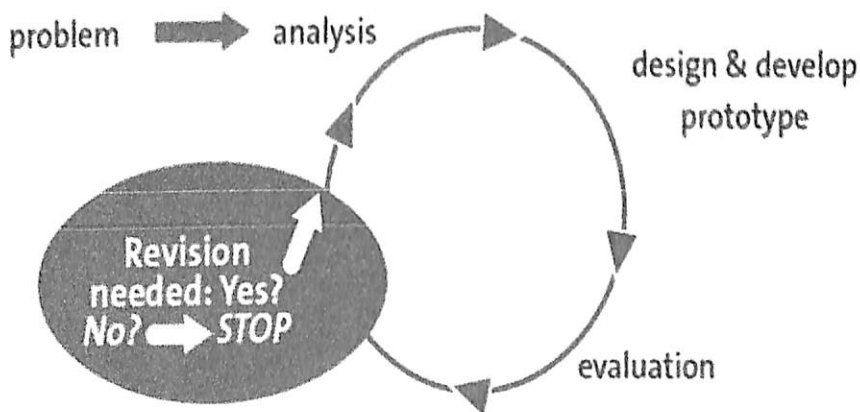 problem
analysis
design & develop
prototype
Revision
needed: Yes?
No?
STOP
evaluation